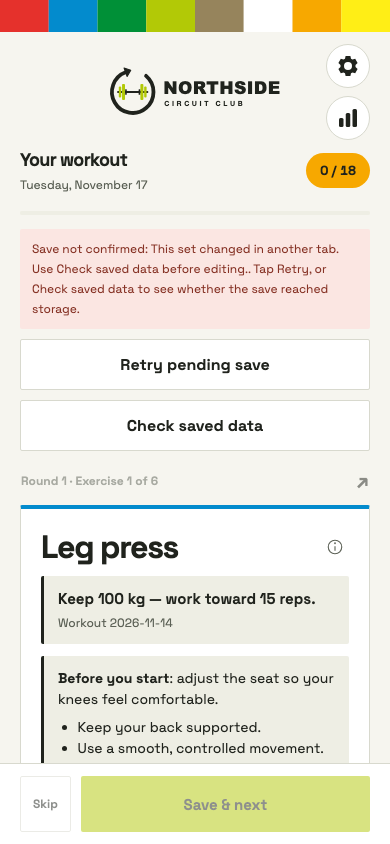 NORTHSIDE
CIRCUIT CLUB
Your workout
Tuesday, November 17
0 / 18
Save not confirmed: This set changed in another tab.
Use Check saved data before editing.. Tap Retry, or
Check saved data to see whether the save reached
storage.
Retry pending save
Check saved data
Round 1 · Exercise 1 of 6
Leg press
Keep 100 kg — work toward 15 reps.
Workout 2026-11-14
Before you start: adjust the seat so your
knees feel comfortable.
• Keep your back supported.
• Use a smooth, controlled movement.
Skip
Save & next